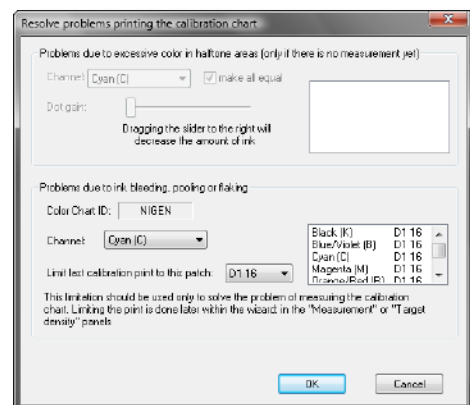 Resolve problems printing the calibration chart
Problems due to excessive color in halftone areas (only if there is no measurement yet)
Channel: Cyan (C) make all equal
Dot gain:
Dragging the slider to the right will
decrease the amount of ink
Problems due to ink bleeding, pooling or flaking
Color Chart ID: NIGEN
Channel: Cyan (C)
Limit last calibration print to this patch: D1 16
Black (K) D1 16
Blue/Violet (B) D1 16
Cyan (C) D1 16
Magenta (M) D1 16
Orange/Red (R) D1 16
This limitation should be used only to solve the problem of measuring the calibration
chart. Limiting the print is done later within the wizard: in the "Measurement" or "Target
density" panels
OK Cancel